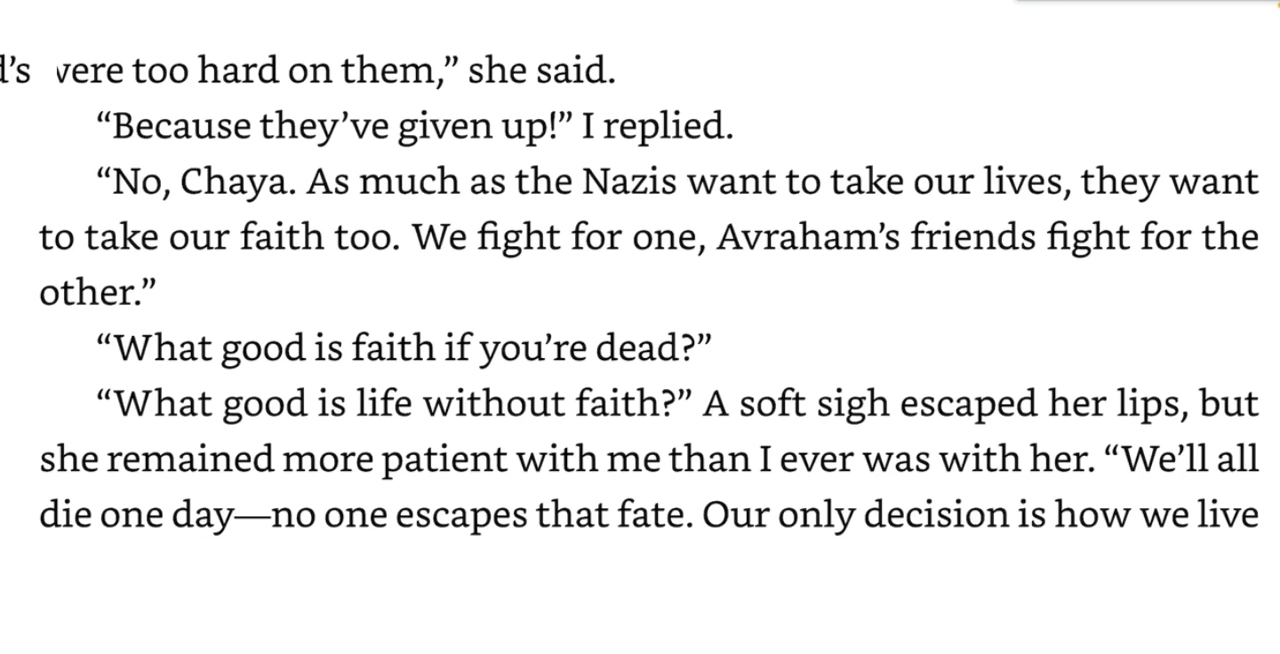 d's vere too hard on them,” she said.
“Because they’ve given up!” I replied.
“No, Chaya. As much as the Nazis want to take our lives, they want
to take our faith too. We fight for one, Avraham’s friends fight for the
other.”
“What good is faith if you’re dead?”
“What good is life without faith?” A soft sigh escaped her lips, but
she remained more patient with me than I ever was with her. “We’ll all
die one day—no one escapes that fate. Our only decision is how we live